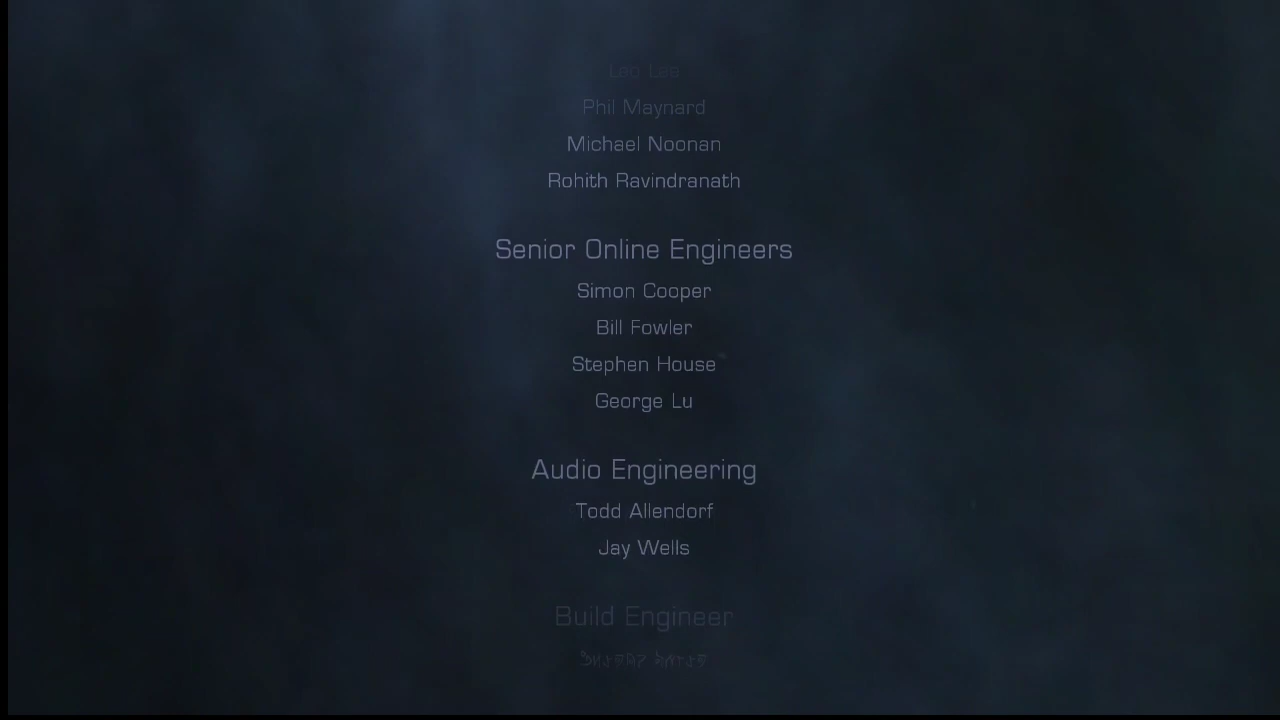 Phil Maynard
Michael Noonan
Rohith Ravindranath
Senior Online Engineers
Simon Cooper
Bill Fowler
Stephen House
George Lu
Audio Engineering
Todd Allendorf
Jay Wells
Build Engineer